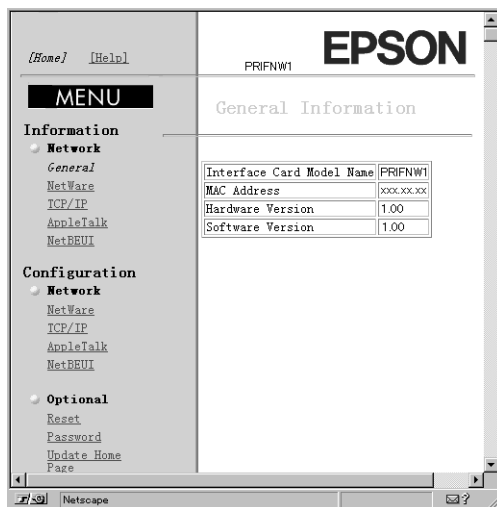 [Home] [Help]
PRIFNW1
EPSON
MENU
Information
Network
General
NetWare
TCP/IP
AppleTalk
NetBEUI
Configuration
Network
NetWare
TCP/IP
AppleTalk
NetBEUI
Optional
Reset
Password
Update Home
Page
General Information
Interface Card Model Name PRIFNW1
MAC Address xxx.xx.xx
Hardware Version 1.00
Software Version 1.00
Netscape